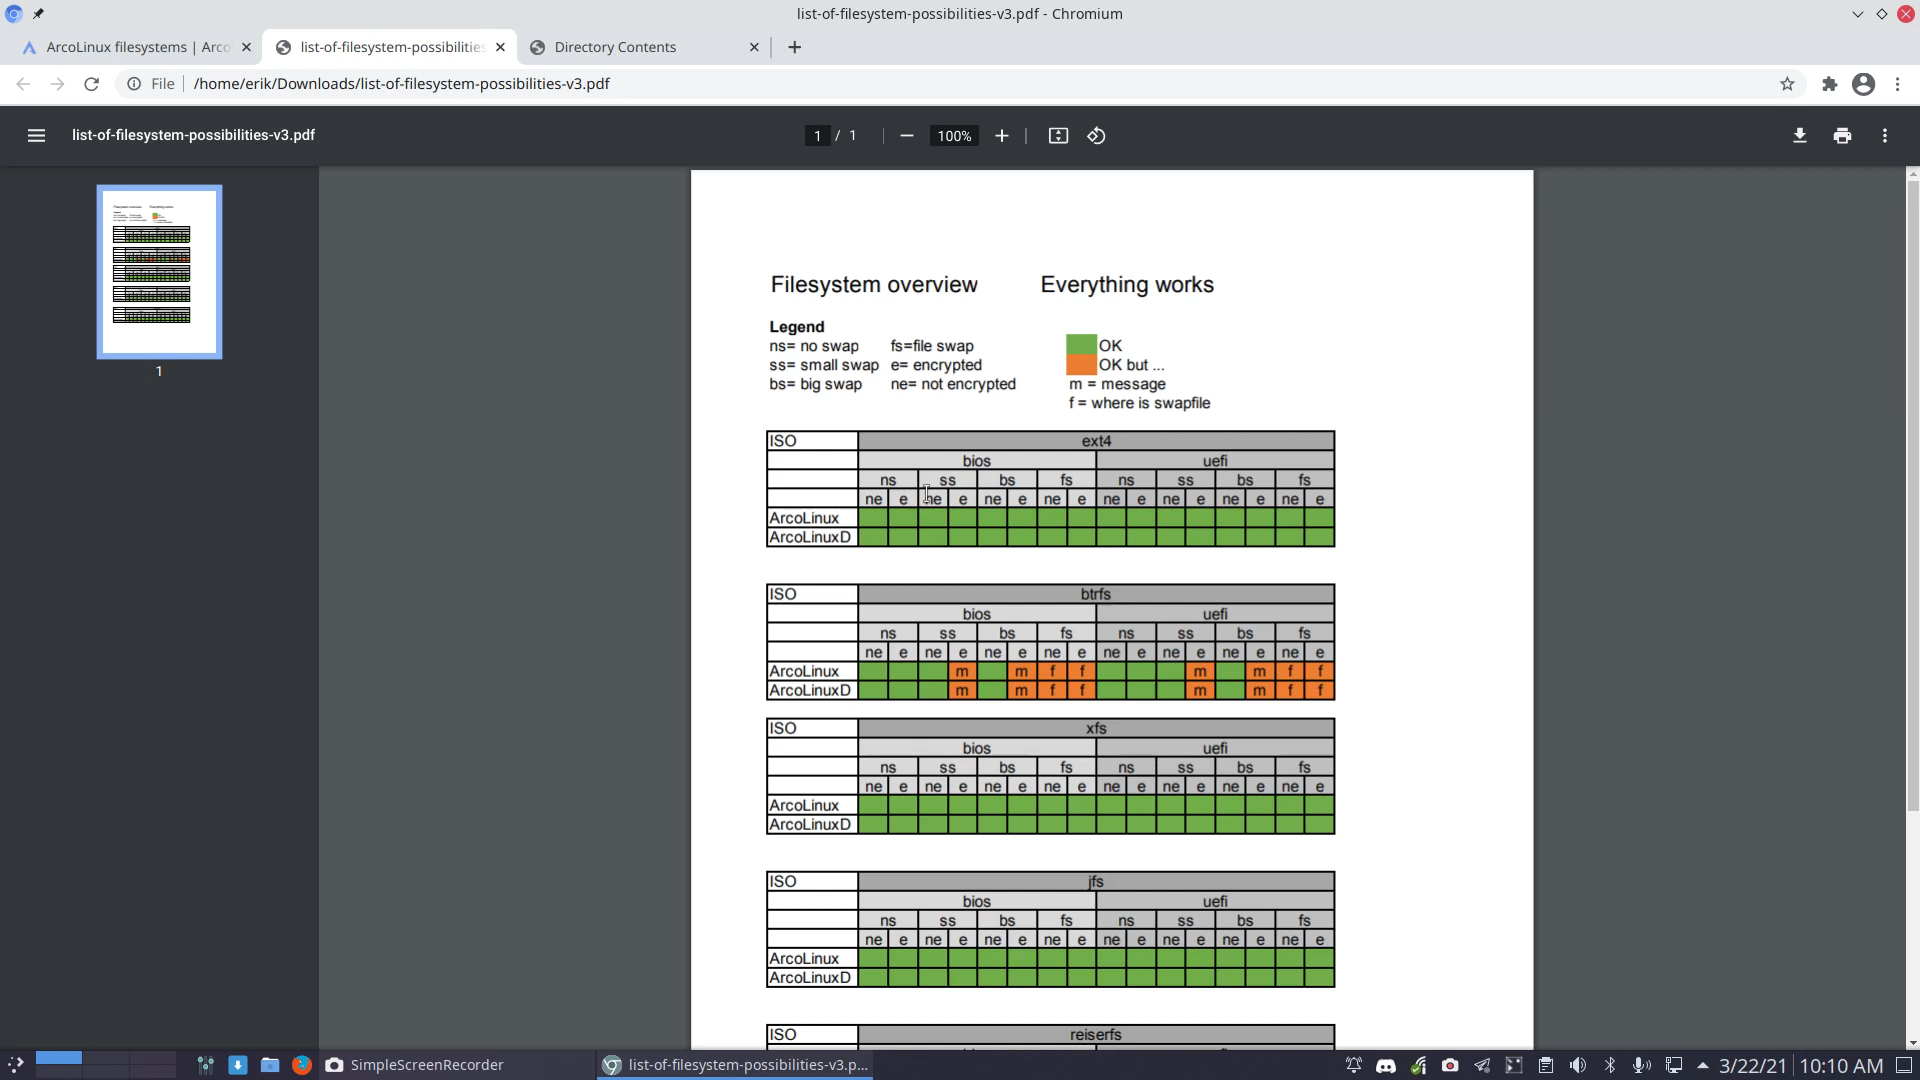 list-of-filesystem-possibilities-v3.pdf - Chromium
ArcoLinux filesystems | Arco
list-of-filesystem-possibilities
Directory Contents
File /home/erik/Downloads/list-of-filesystem-possibilities-v3.pdf
list-of-filesystem-possibilities-v3.pdf
1 / 1
100%
1
Filesystem overview Everything works
Legend
ns= no swap fs=file swap OK
ss= small swap e= encrypted OK but ...
bs= big swap ne= not encrypted m = message
f = where is swapfile
ISO ext4
bios uefi
ns ss bs fs ns ss bs fs
ne e ne e ne e ne e ne e ne e ne e ne e
ArcoLinux
ArcoLinuxD
ISO btrfs
bios uefi
ns ss bs fs ns ss bs fs
ne e ne e ne e ne e ne e ne e ne e ne e
ArcoLinux m m f f m m f f
ArcoLinuxD m m f f m m f f
ISO xfs
bios uefi
ns ss bs fs ns ss bs fs
ne e ne e ne e ne e ne e ne e ne e ne e
ArcoLinux
ArcoLinuxD
ISO jfs
bios uefi
ns ss bs fs ns ss bs fs
ne e ne e ne e ne e ne e ne e ne e ne e
ArcoLinux
ArcoLinuxD
ISO reiserfs
SimpleScreenRecorder
list-of-filesystem-possibilities-v3.p...
3/22/21 10:10 AM